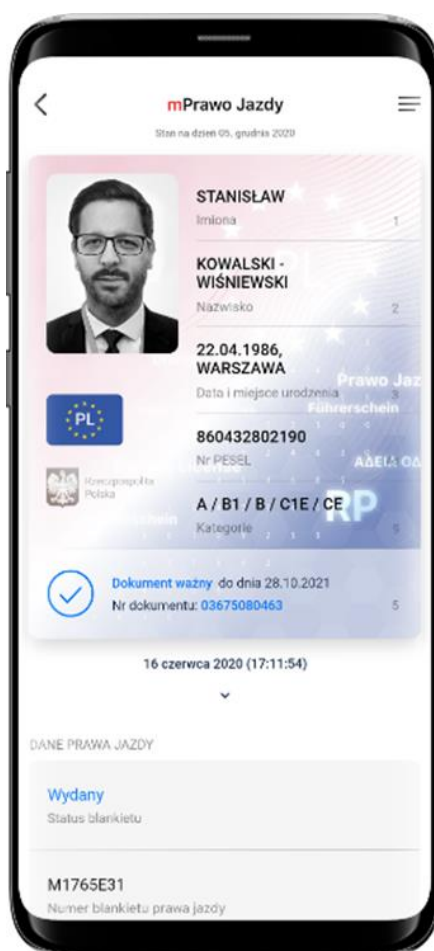 mPrawo Jazdy
Stan na dzień 05. grudnia 2020
STANISŁAW
Imiona 1
KOWALSKI -
WIŚNIEWSKI
Nazwisko 2
22.04.1986,
WARSZAWA
Data i miejsce urodzenia 3
Prawo Jaz
Führerschein
PL
860432802190
Nr PESEL
ΑΔΕΙΑ ΟΔ
Rzeczpospolita
Polska
A / B1 / B / C1E / CE
RP
Kategorie
Dokument ważny do dnia 28.10.2021
Nr dokumentu: 03675080463 5
16 czerwca 2020 (17:11:54)
DANE PRAWA JAZDY
Wydany
Status blankietu
M1765E31
Numer blankietu prawa jazdy